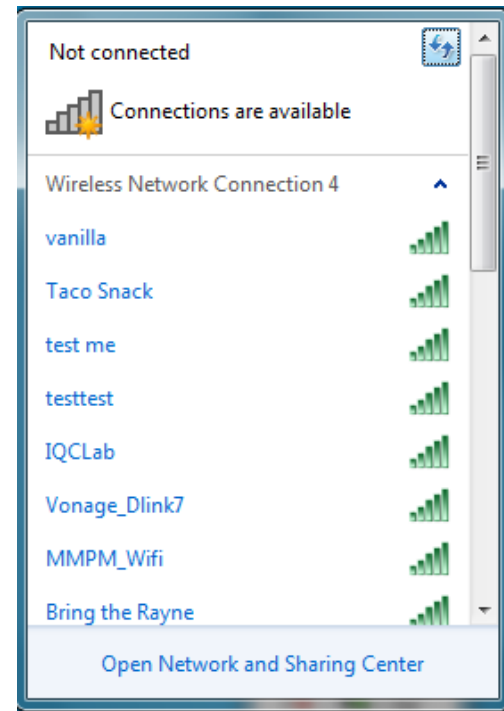 Not connected
Connections are available
Wireless Network Connection 4
vanilla
Taco Snack
test me
testtest
IQCLab
Vonage_Dlink7
MMPM_Wifi
Bring the Rayne
Open Network and Sharing Center